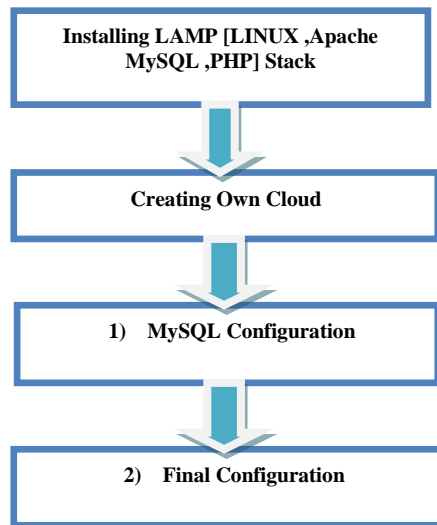 Installing LAMP [LINUX ,Apache
MySQL ,PHP] Stack
Creating Own Cloud
1) MySQL Configuration
2) Final Configuration